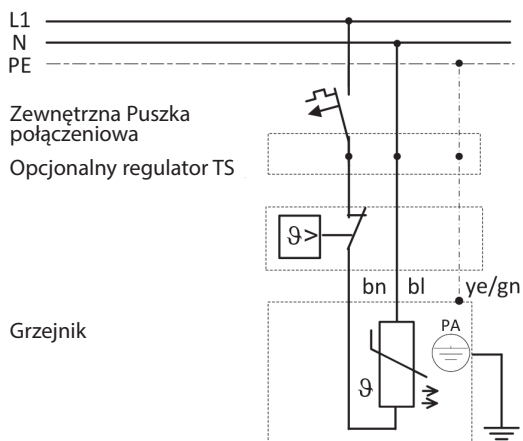 L1
N
PE
Zewnętrzna Puszka
połączeniowa
Opcjonalny regulator TS
ϑ>
bn bl ye/gn
Grzejnik
PA
ϑ